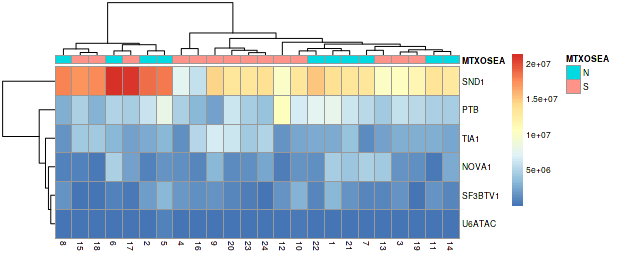 MTXOSEA
SND1
PTB
TIA1
NOVA1
SF3BTV1
U6ATAC
8 15 18 6 17 2 5 4 16 9 20 23 24 12 10 22 1 21 7 13 3 19 11 14
2e+07
1.5e+07
1e+07
5e+06
MTXOSEA
N
S